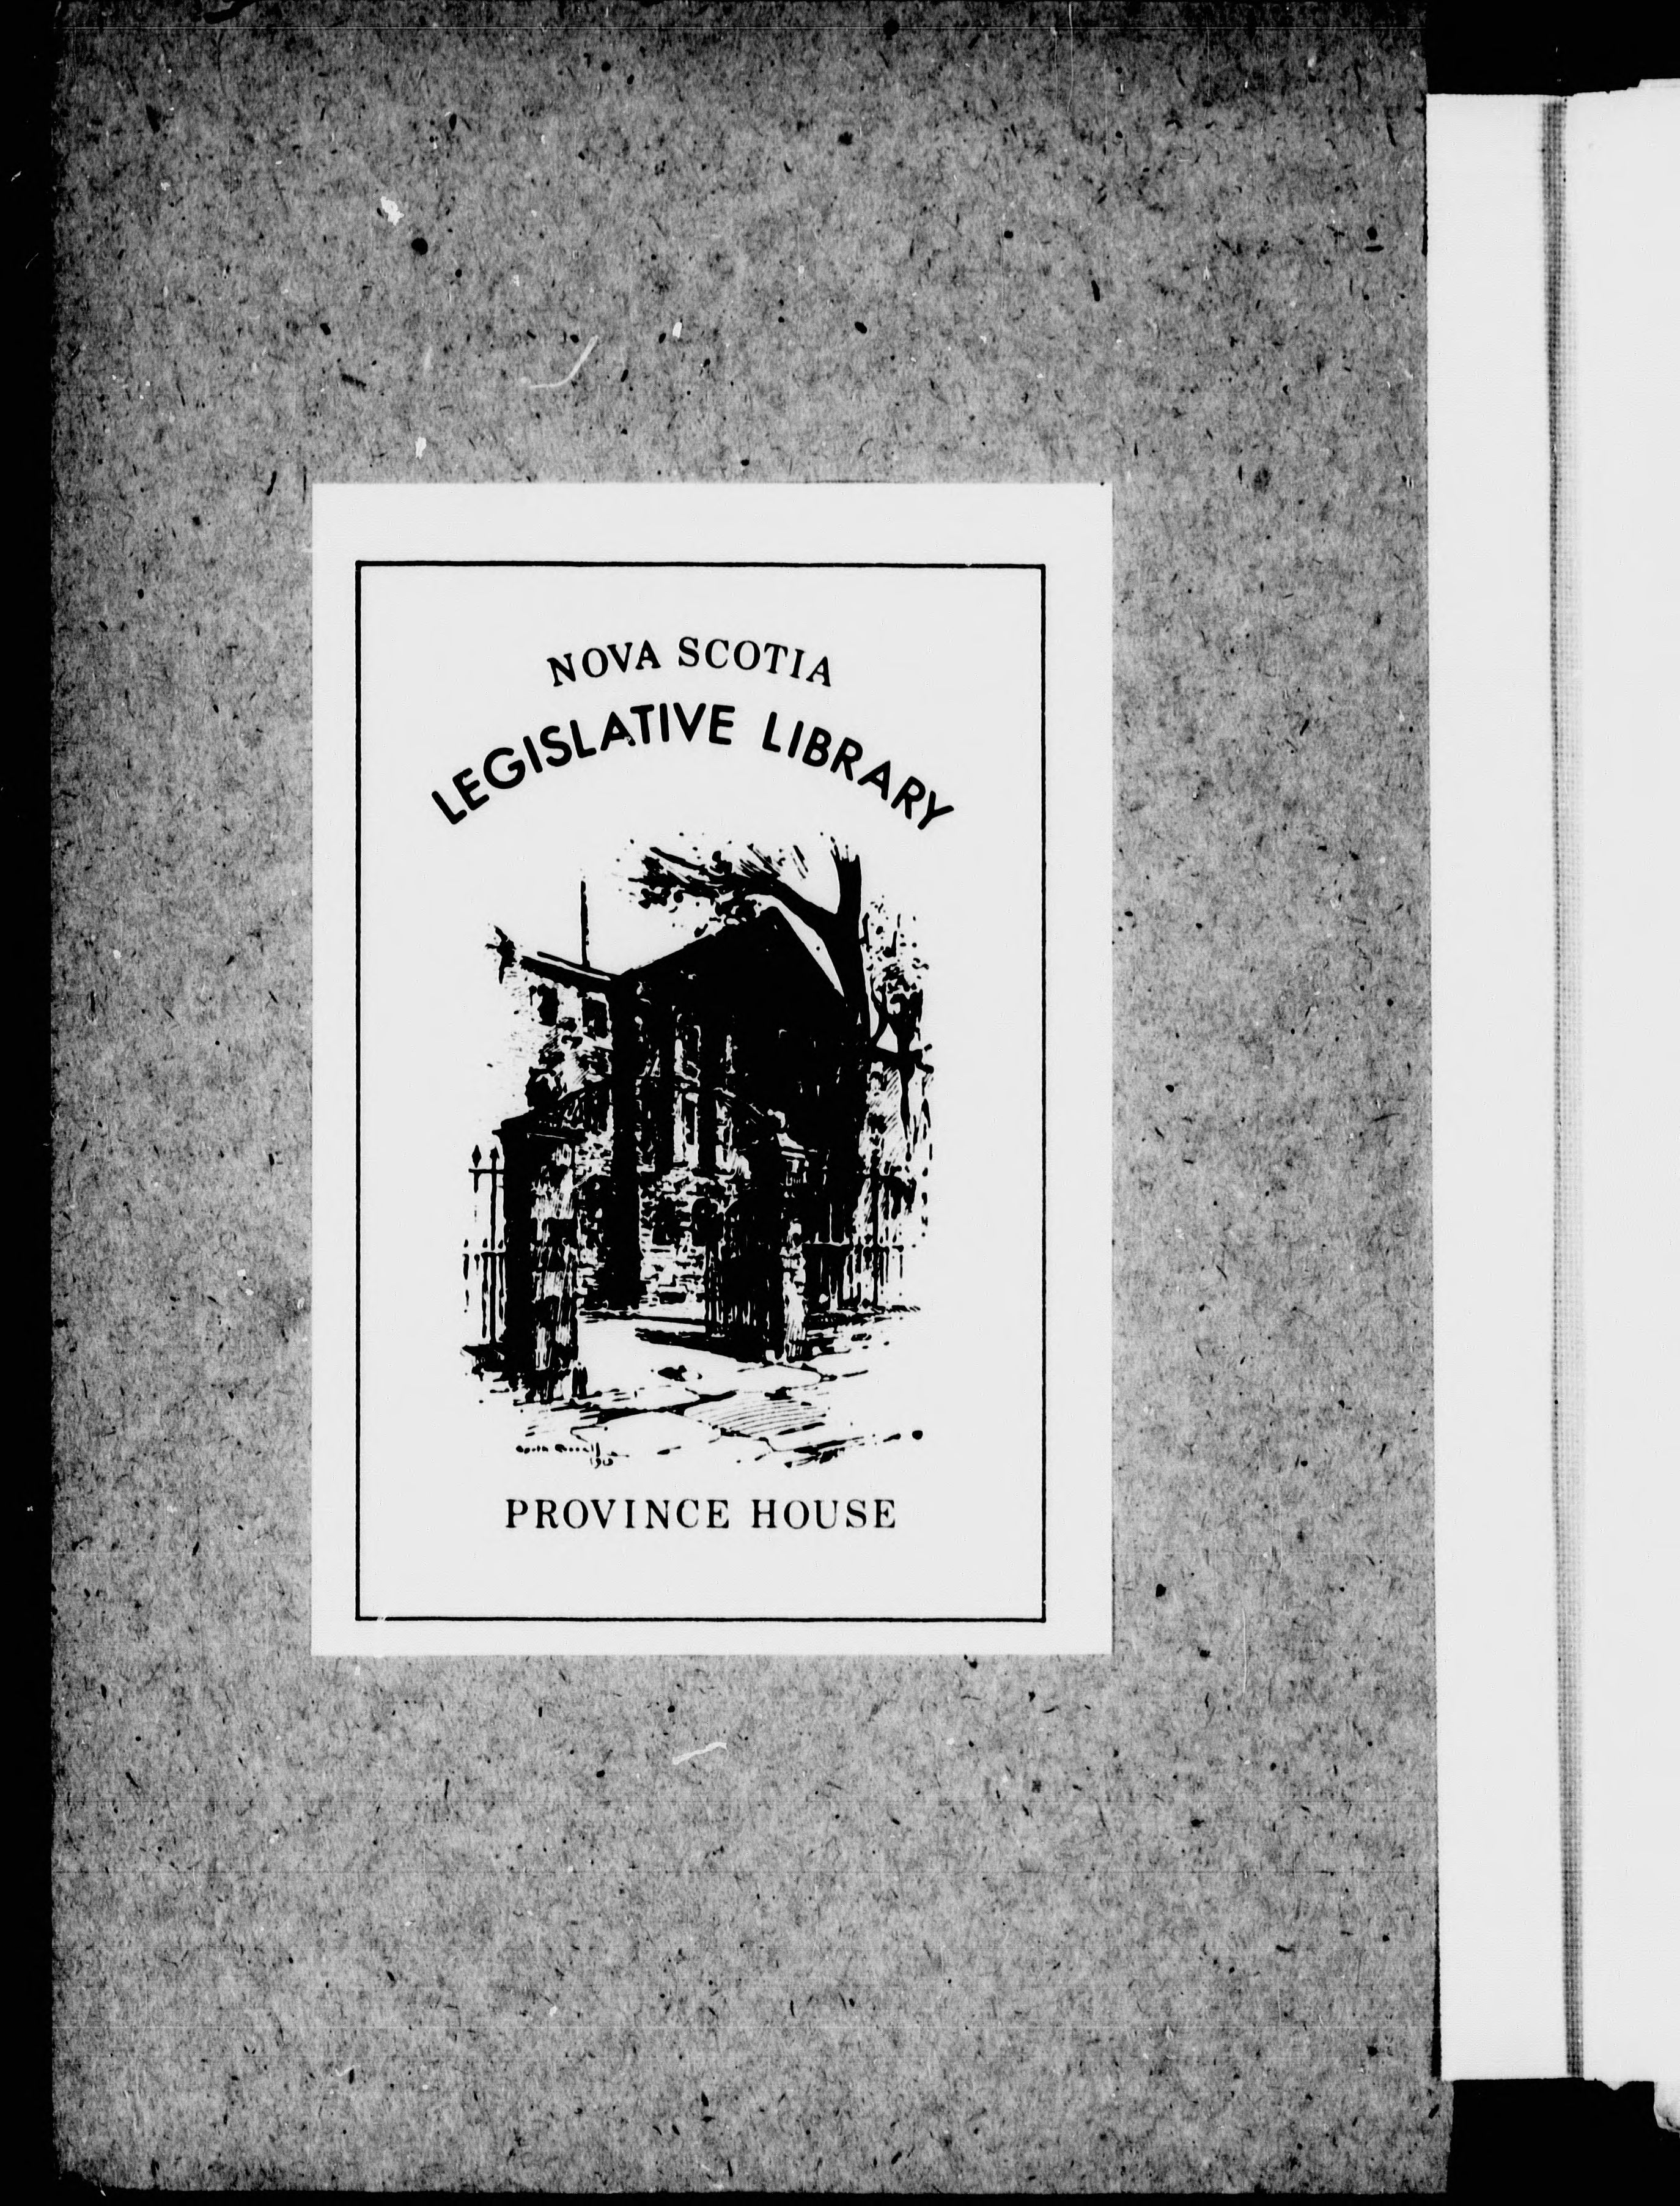 NOVA SCOTIA
LEGISLATIVE LIBRARY
PROVINCE HOUSE